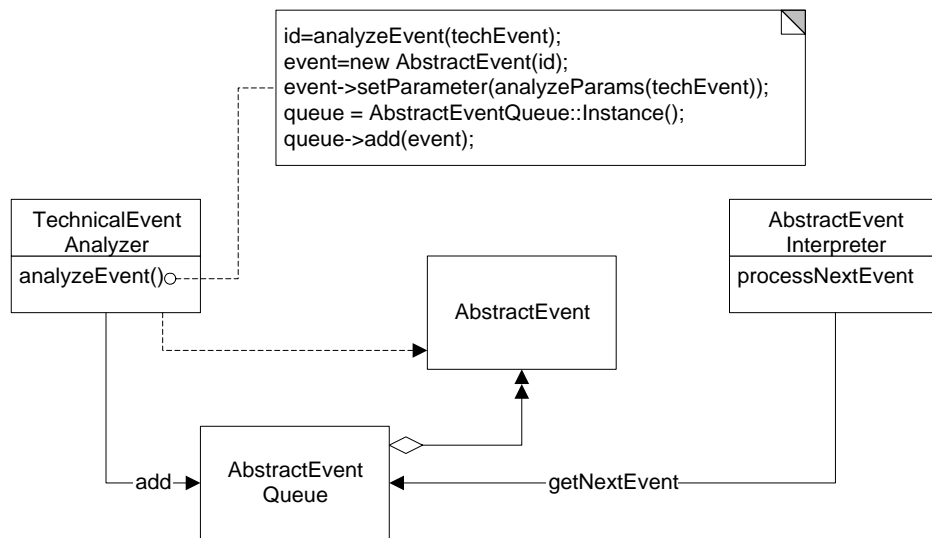 id=analyzeEvent(techEvent);
event=new AbstractEvent(id);
event->setParameter(analyzeParams(techEvent));
queue = AbstractEventQueue::Instance();
queue->add(event);
TechnicalEvent
Analyzer
analyzeEvent()
AbstractEvent
Interpreter
processNextEvent
AbstractEvent
AbstractEvent
Queue
add
getNextEvent